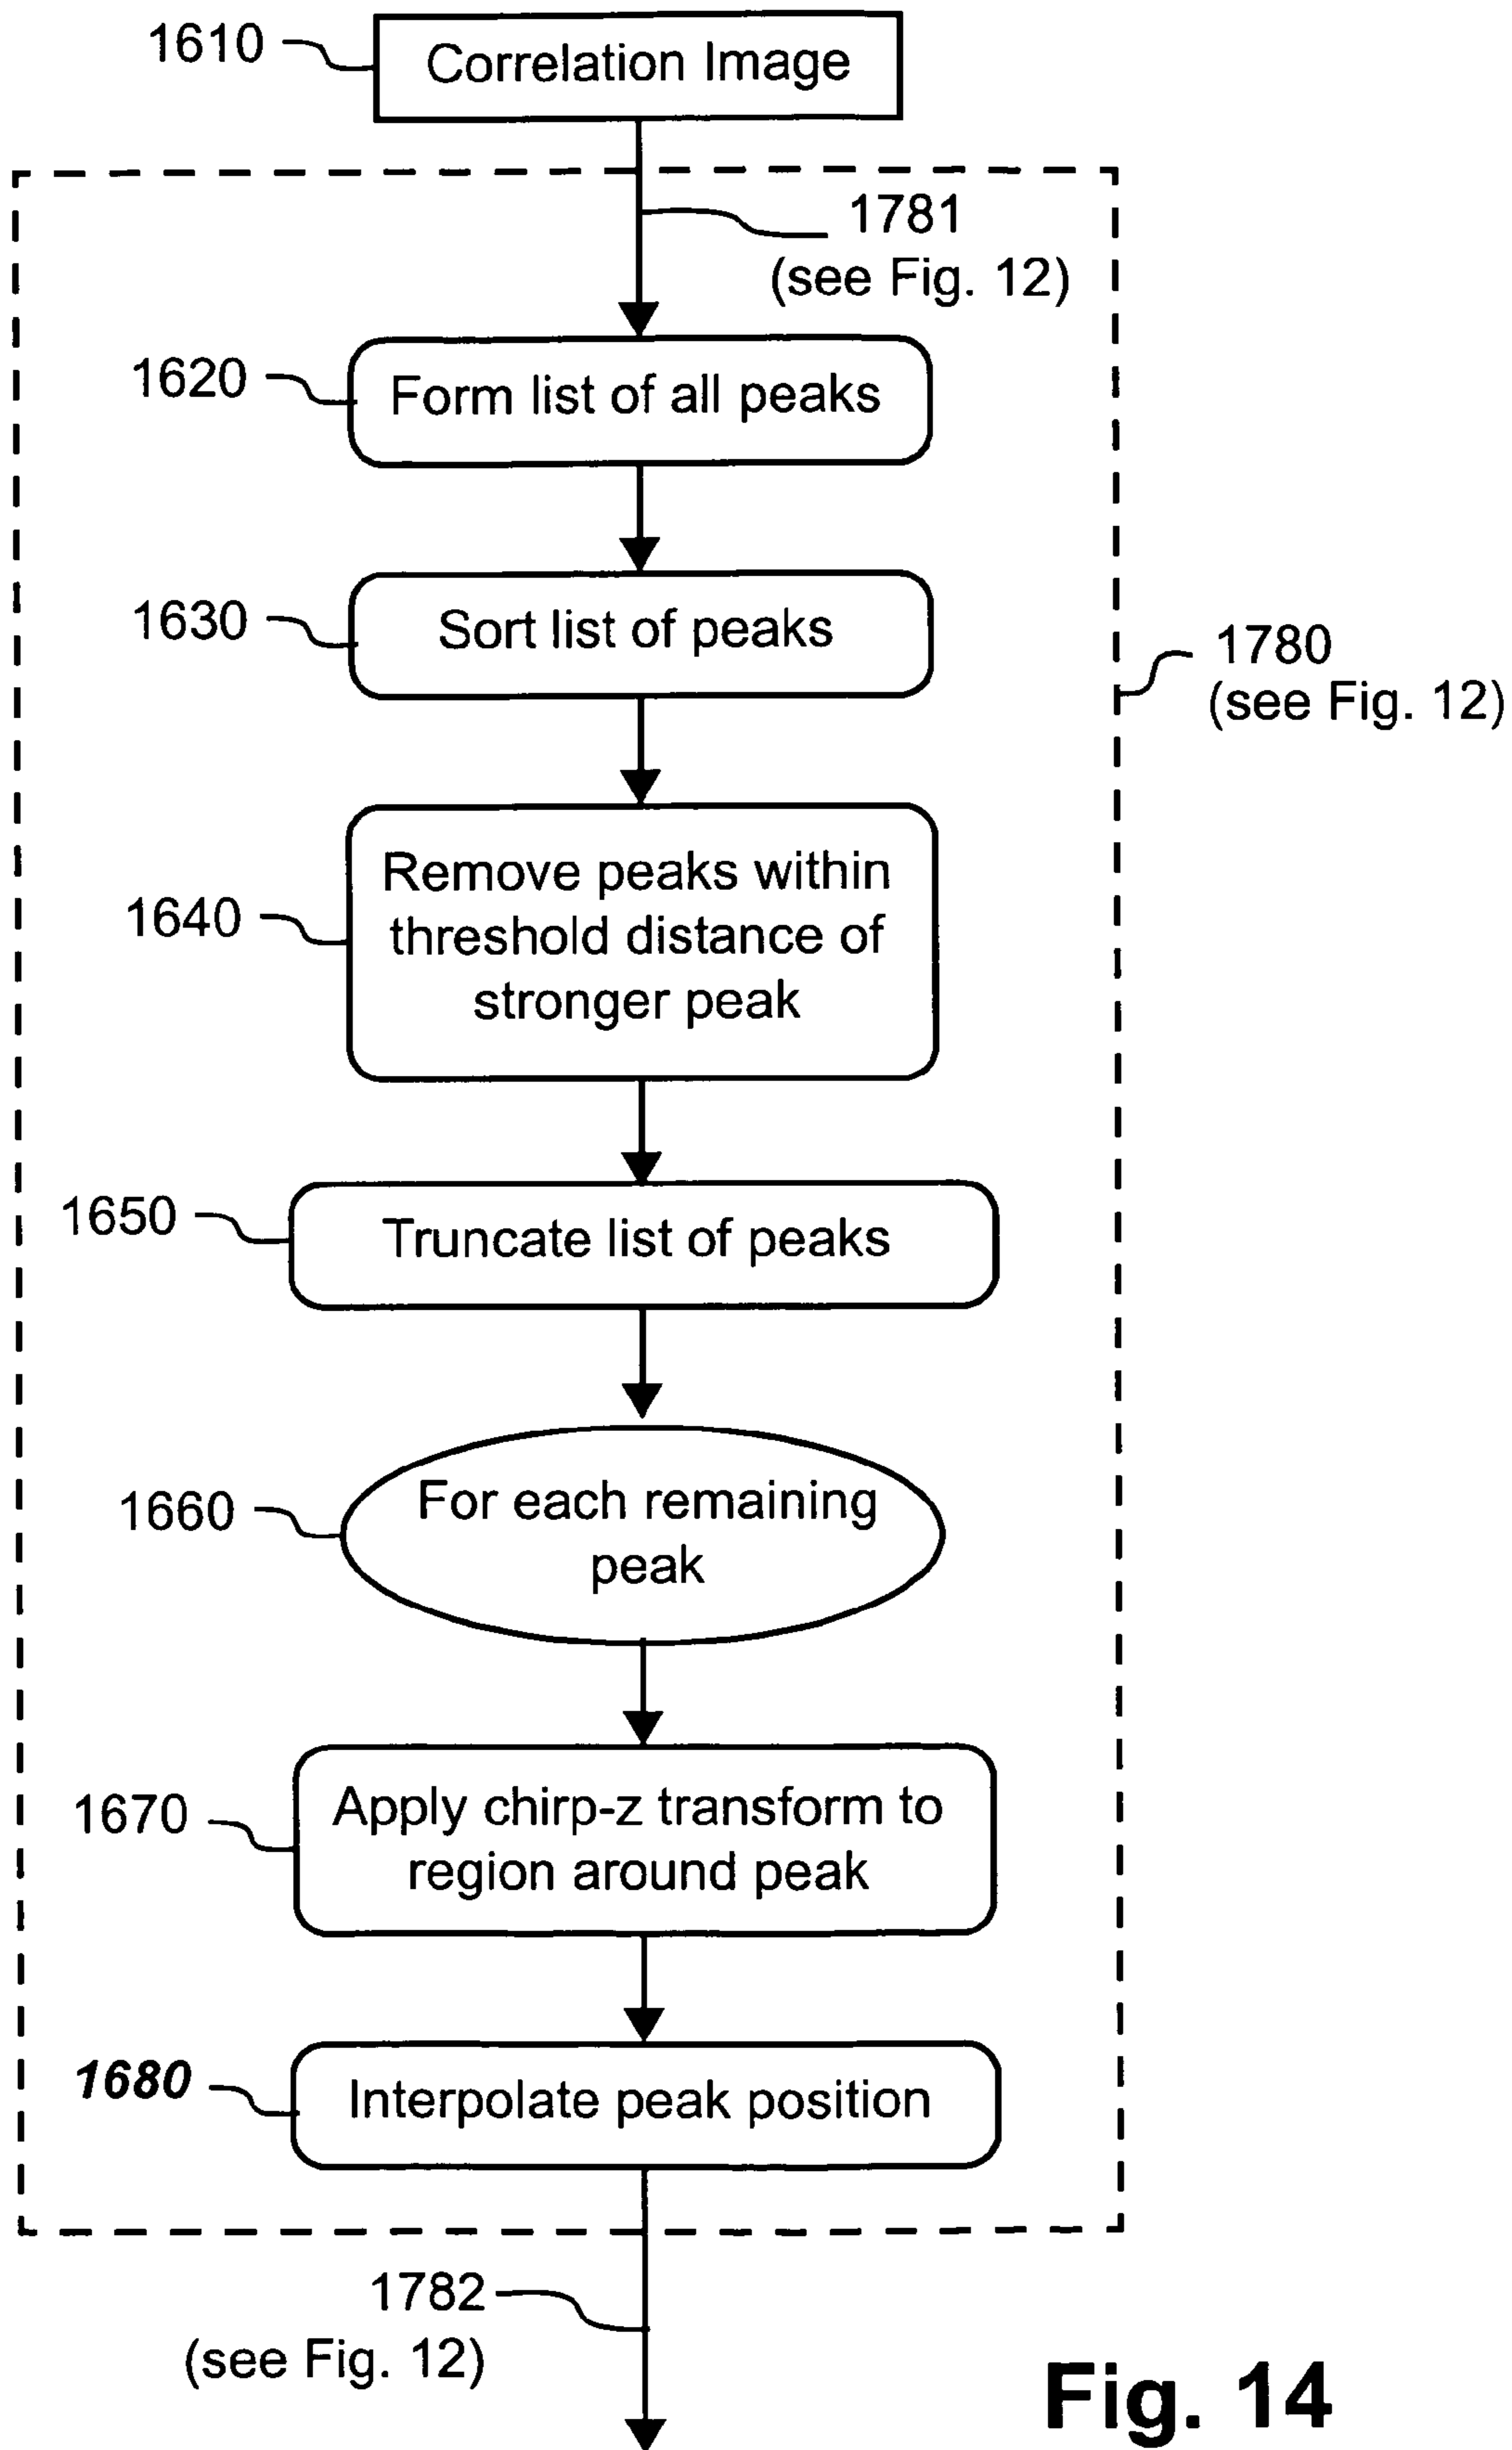 1610
Correlation Image
1781
(see Fig. 12)
1620
Form list of all peaks
1630
Sort list of peaks
1780
(see Fig. 12)
1640
Remove peaks within
threshold distance of
stronger peak
1650
Truncate list of peaks
1660
For each remaining
peak
1670
Apply chirp-z transform to
region around peak
1680
Interpolate peak position
1782
(see Fig. 12)
Fig. 14